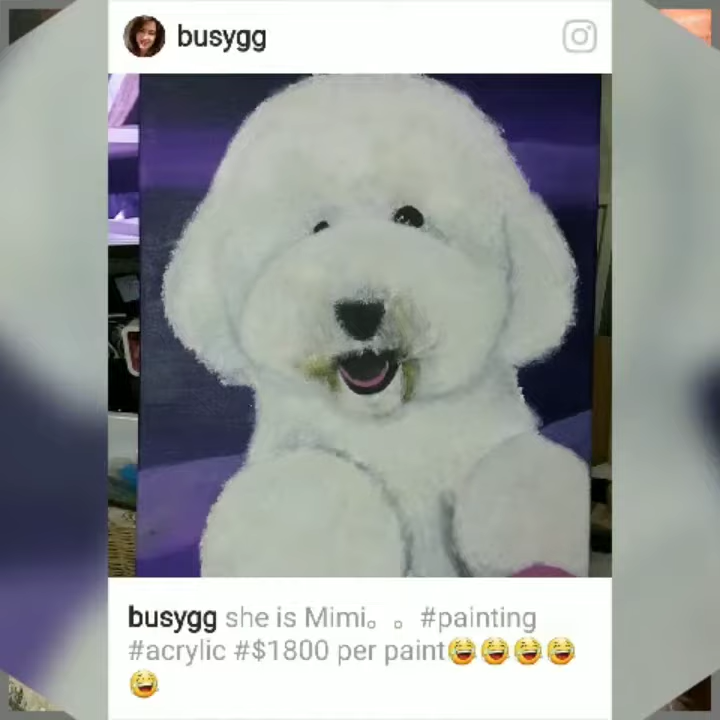 busygg
busygg she is Mimi。。#painting
#acrylic #$1800 per paint😂😂😂😂
😂